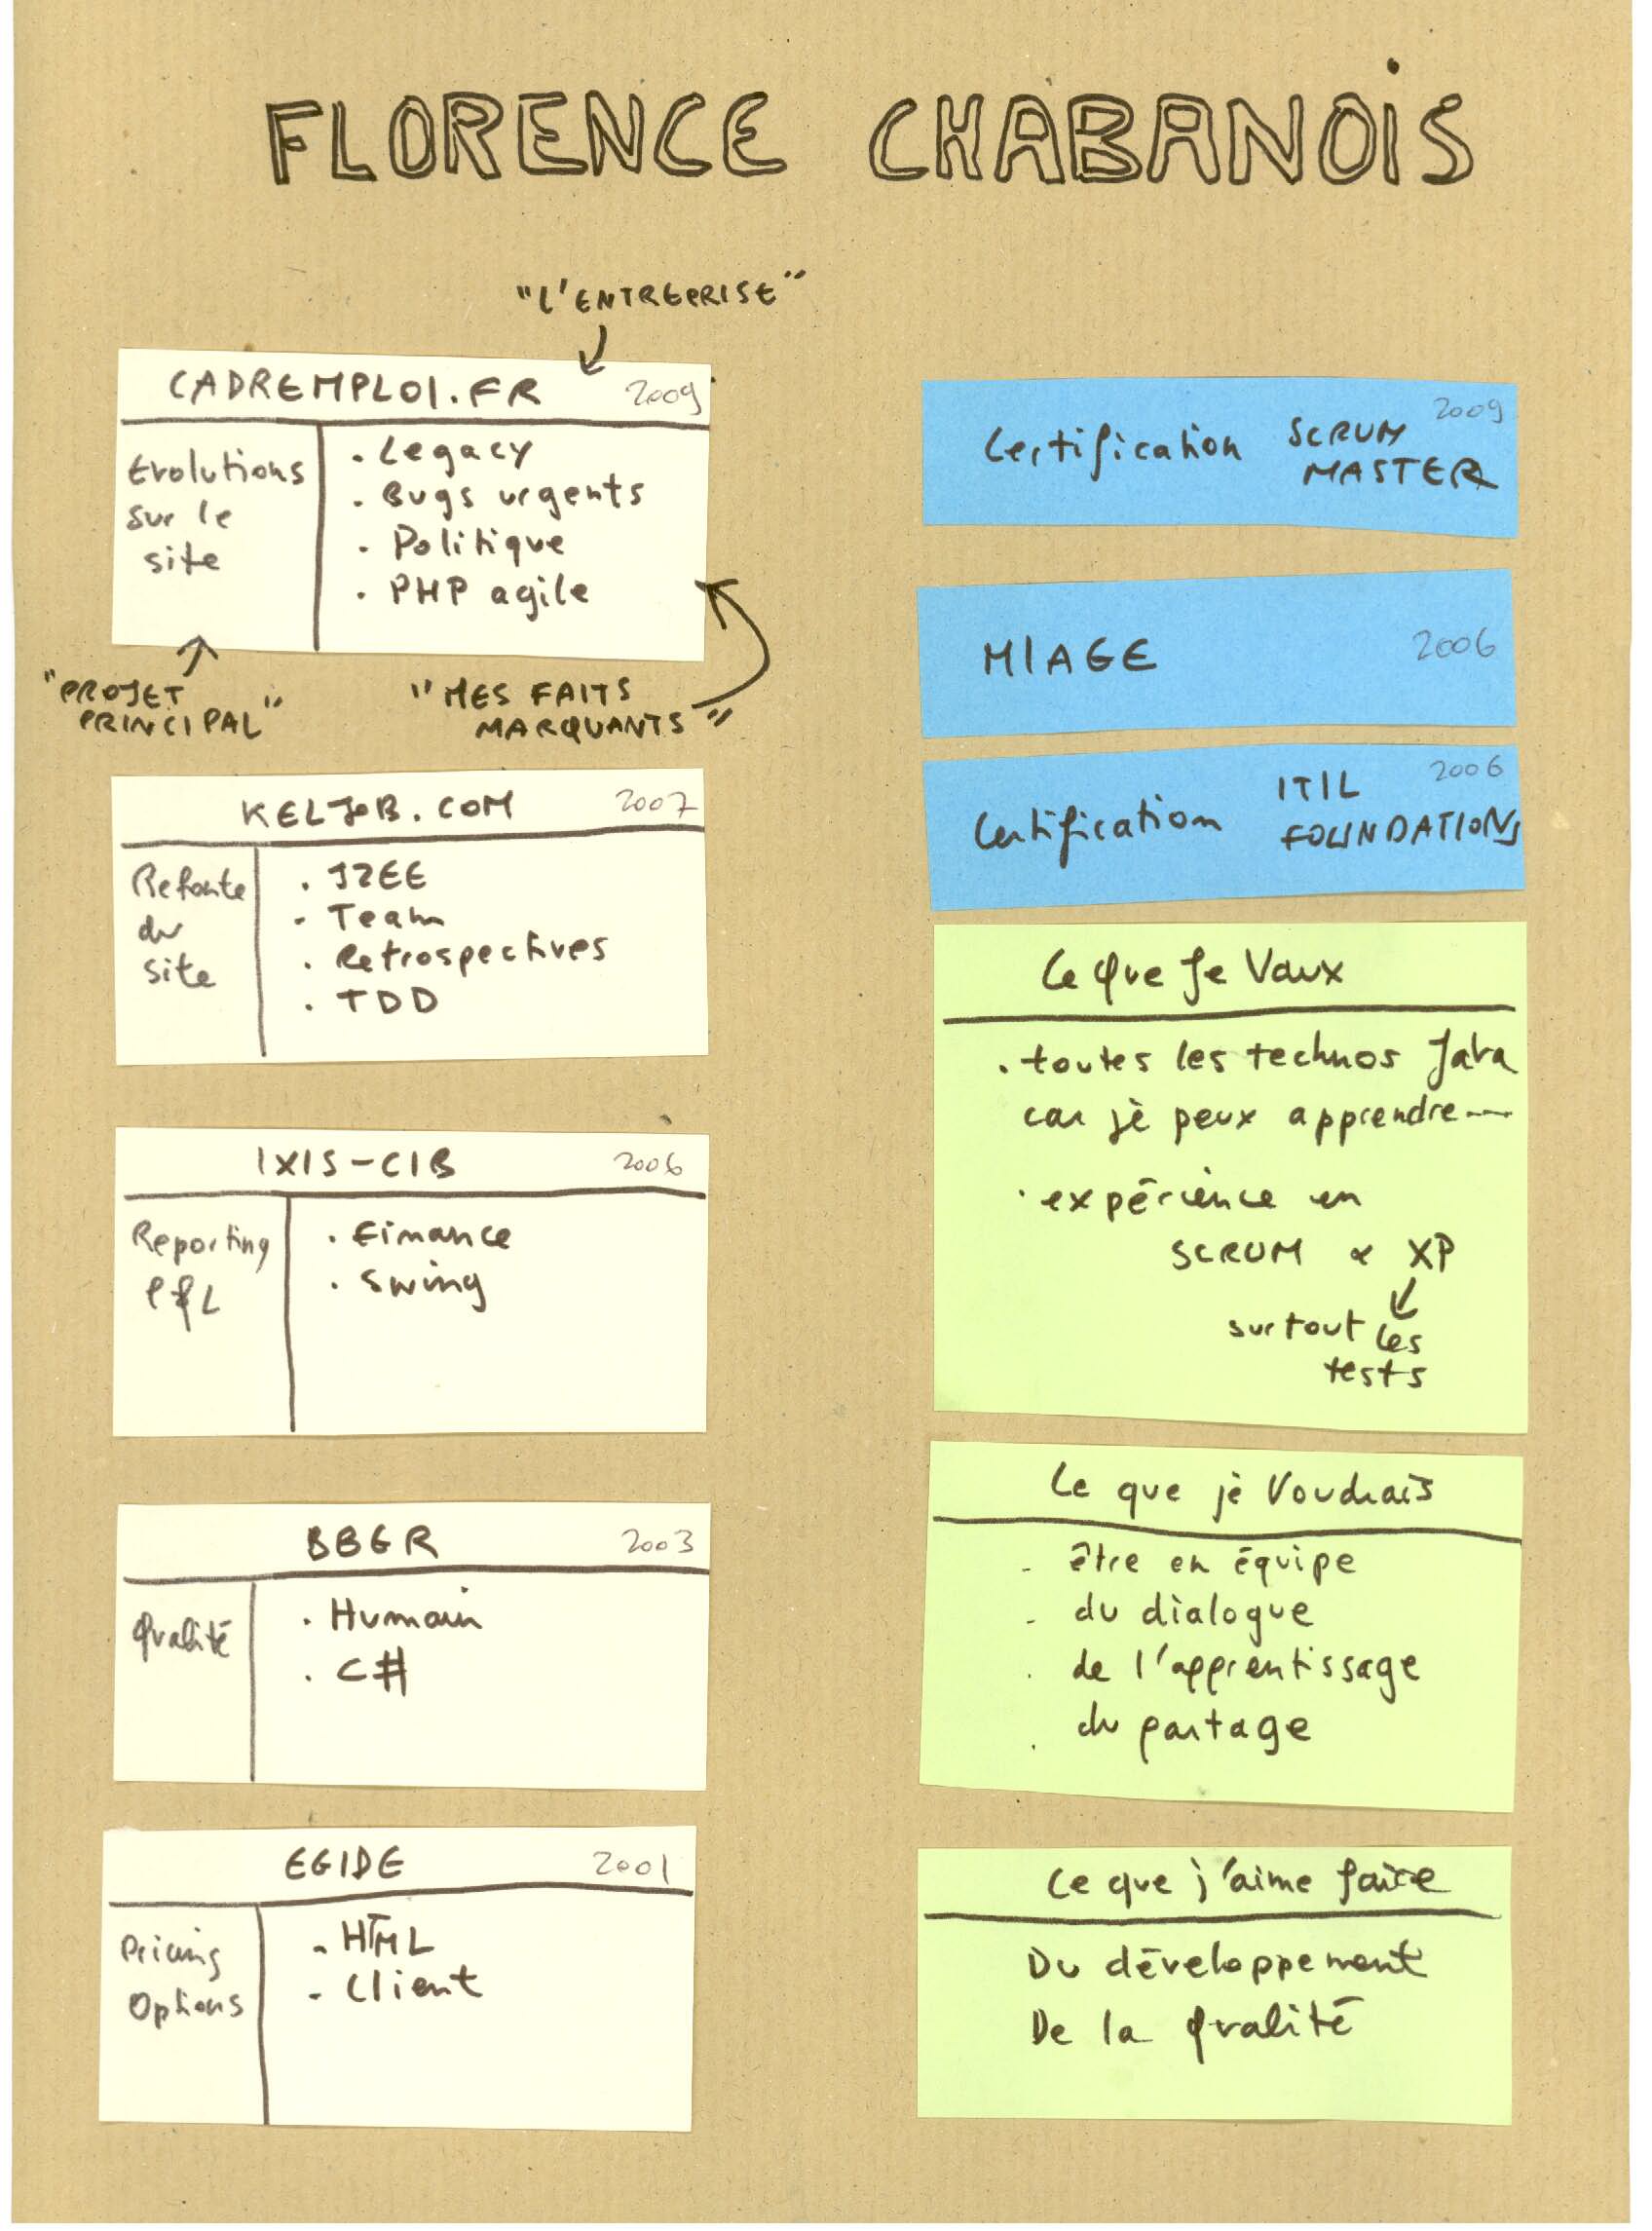 FLORENCE CHABANOIS
"L'ENTREPRISE"
CADREMPLOI.FR 2009
Evolutions
sur le
site
. Legacy
. Bugs urgents
. Politique
. PHP agile
"PROJET
PRINCIPAL"
"MES FAITS
MARQUANTS"
KELJOB.COM 2007
Refonte
du
site
. J2EE
. Team
. Retrospectives
. TDD
IXIS-CIB 2006
Reporting
P&L
. Finance
. Swing
BBGR 2003
Qualité
. Humain
. C#
EGIDE 2001
Pricing
Options
. HTML
. Client
2009
Certification SCRUM
MASTER
MIAGE 2006
2006
Certification ITIL
FOUNDATIONS
Ce Que Je Vaux
. toutes les technos Java
car je peux apprendre...
. expérience en
SCRUM & XP
surtout les
tests
Ce que je Voudrais
. être en équipe
. du dialogue
. de l'apprentissage
. du partage
Ce que j'aime faire
Du développement
De la Qualité